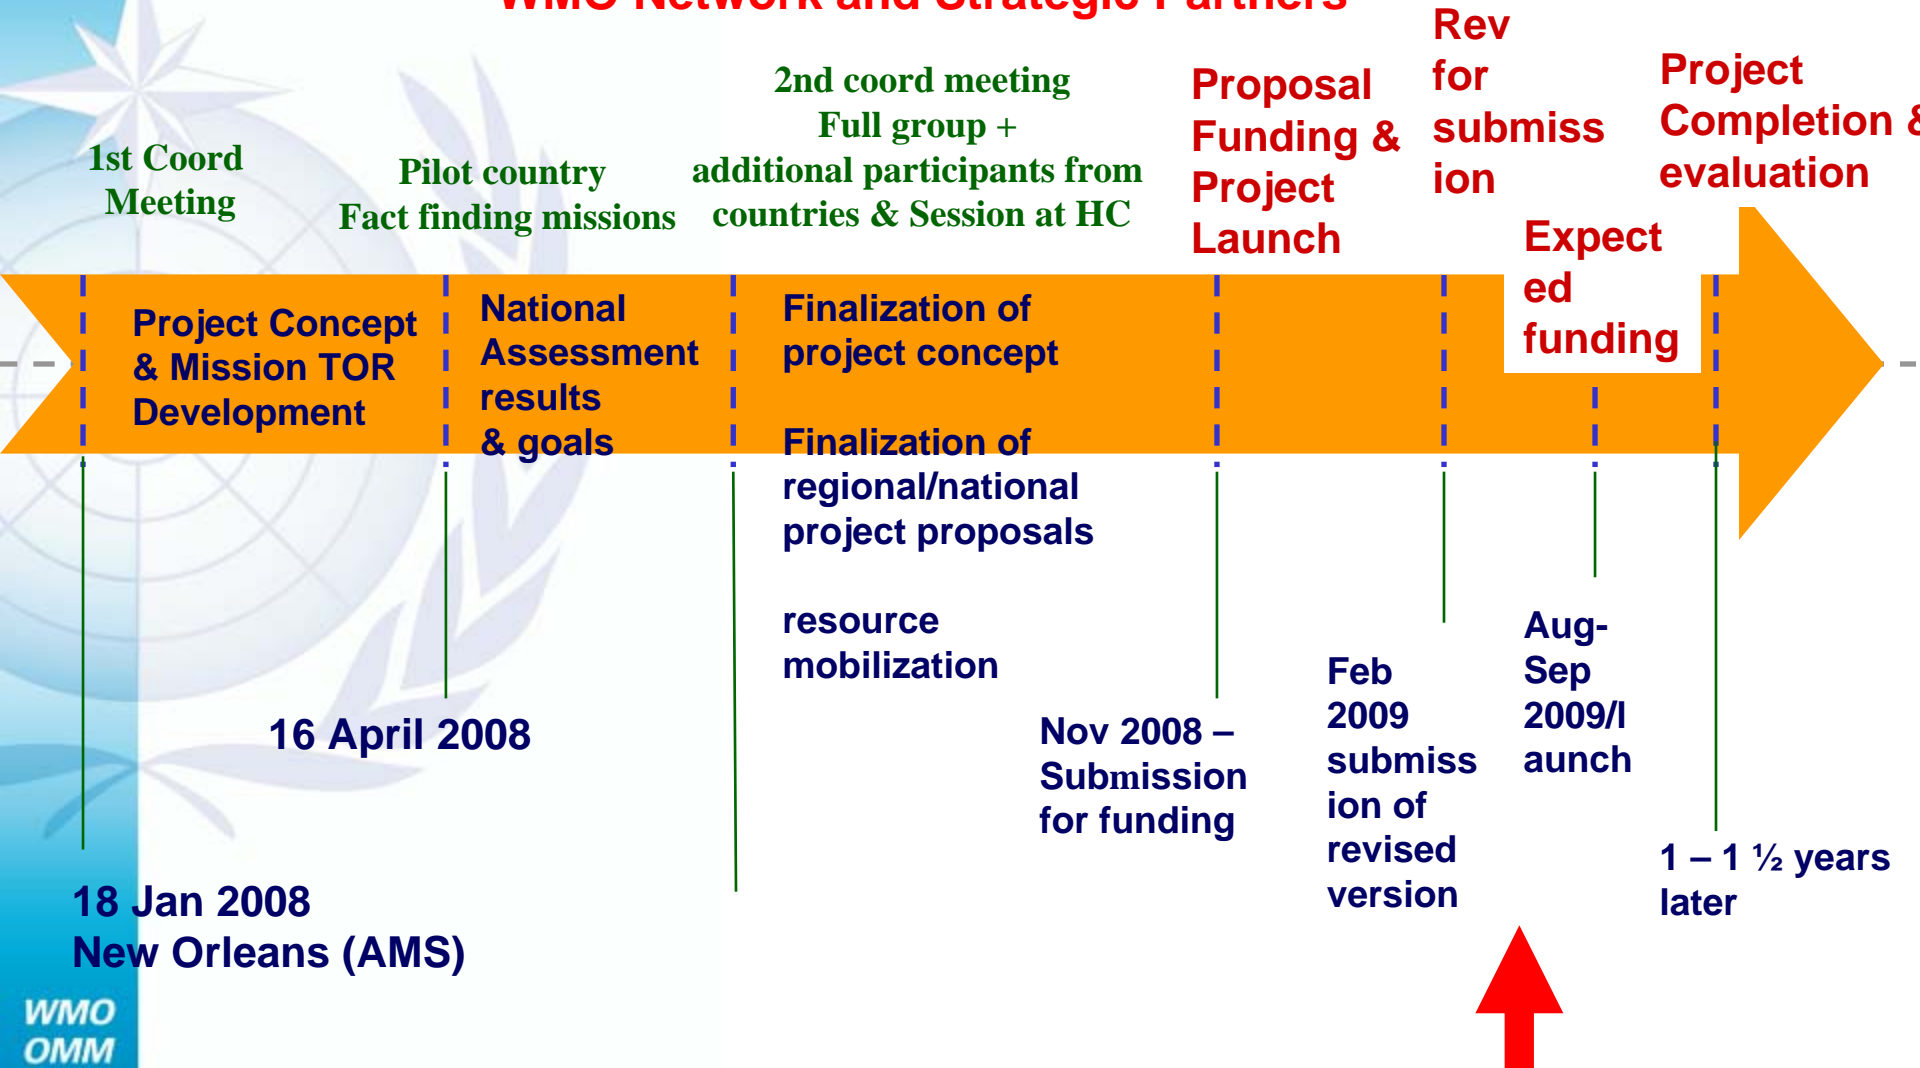 WMO Network and Strategic Partners
1st Coord
Meeting
Pilot country
Fact finding missions
2nd coord meeting
Full group +
additional participants from
countries & Session at HC
Proposal
Funding &
Project
Launch
Rev
for
submiss
ion
Expect
ed
funding
Project
Completion &
evaluation
Project Concept
& Mission TOR
Development
National
Assessment
results
& goals
Finalization of
project concept
Finalization of
regional/national
project proposals
resource
mobilization
16 April 2008
18 Jan 2008
New Orleans (AMS)
Nov 2008 –
Submission
for funding
Feb
2009
submiss
ion of
revised
version
Aug-
Sep
2009/l
aunch
1 – 1 ½ years
later
WMO
OMM